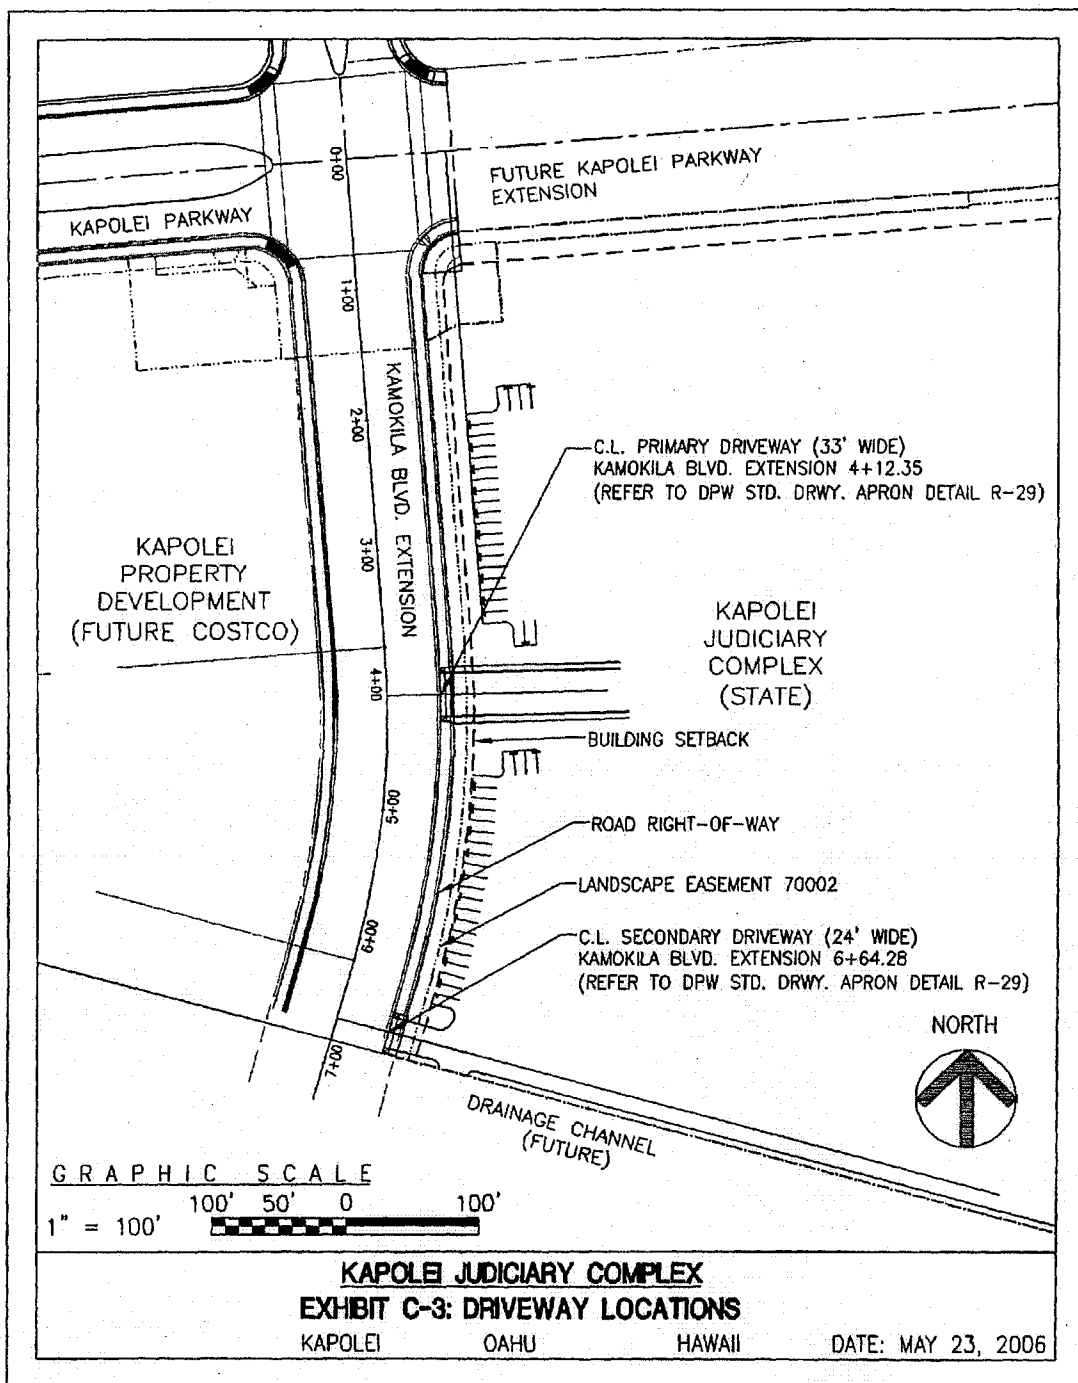 0+00
FUTURE KAPOLEI PARKWAY
EXTENSION
KAPOLEI PARKWAY
1+00
KAMOKILA BLVD. EXTENSION
2+00
C.L. PRIMARY DRIVEWAY (33' WIDE)
KAMOKILA BLVD. EXTENSION 4+12.35
(REFER TO DPW STD. DRWY. APRON DETAIL R-29)
3+00
KAPOLEI
PROPERTY
DEVELOPMENT
(FUTURE COSTCO)
KAPOLEI
JUDICIARY
COMPLEX
(STATE)
4+00
BUILDING SETBACK
5+00
ROAD RIGHT-OF-WAY
LANDSCAPE EASEMENT 70002
6+00
C.L. SECONDARY DRIVEWAY (24' WIDE)
KAMOKILA BLVD. EXTENSION 6+64.28
(REFER TO DPW STD. DRWY. APRON DETAIL R-29)
NORTH
7+00
DRAINAGE CHANNEL
(FUTURE)
GRAPHIC SCALE
100' 50' 0 100'
1" = 100'
KAPOLEI JUDICIARY COMPLEX
EXHIBIT C-3: DRIVEWAY LOCATIONS
KAPOLEI OAHU HAWAII DATE: MAY 23, 2006